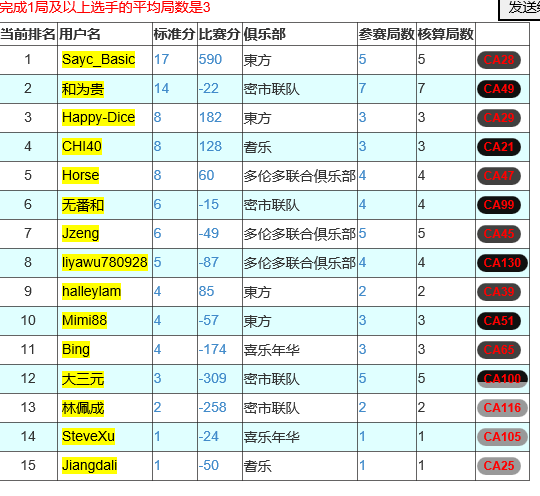 完成1局及以上选手的平均局数是3
发送给
当前排名 用户名 标准分 比赛分 俱乐部 参赛局数 核算局数
1 Sayc_Basic 17 590 東方 5 5 CA28
2 和为贵 14 -22 密市联队 7 7 CA49
3 Happy-Dice 8 182 東方 3 3 CA29
4 CHI40 8 128 耆乐 3 3 CA21
5 Horse 8 60 多伦多联合俱乐部 4 4 CA47
6 无番和 6 -15 密市联队 4 4 CA99
7 Jzeng 6 -49 多伦多联合俱乐部 5 5 CA45
8 liyawu780928 5 -87 多伦多联合俱乐部 4 4 CA130
9 halleylam 4 85 東方 2 2 CA39
10 Mimi88 4 -57 東方 3 3 CA51
11 Bing 4 -174 喜乐年华 3 3 CA65
12 大三元 3 -309 密市联队 5 5 CA100
13 林佩成 2 -258 密市联队 2 2 CA116
14 SteveXu 1 -24 喜乐年华 1 1 CA105
15 Jiangdali 1 -50 耆乐 1 1 CA25